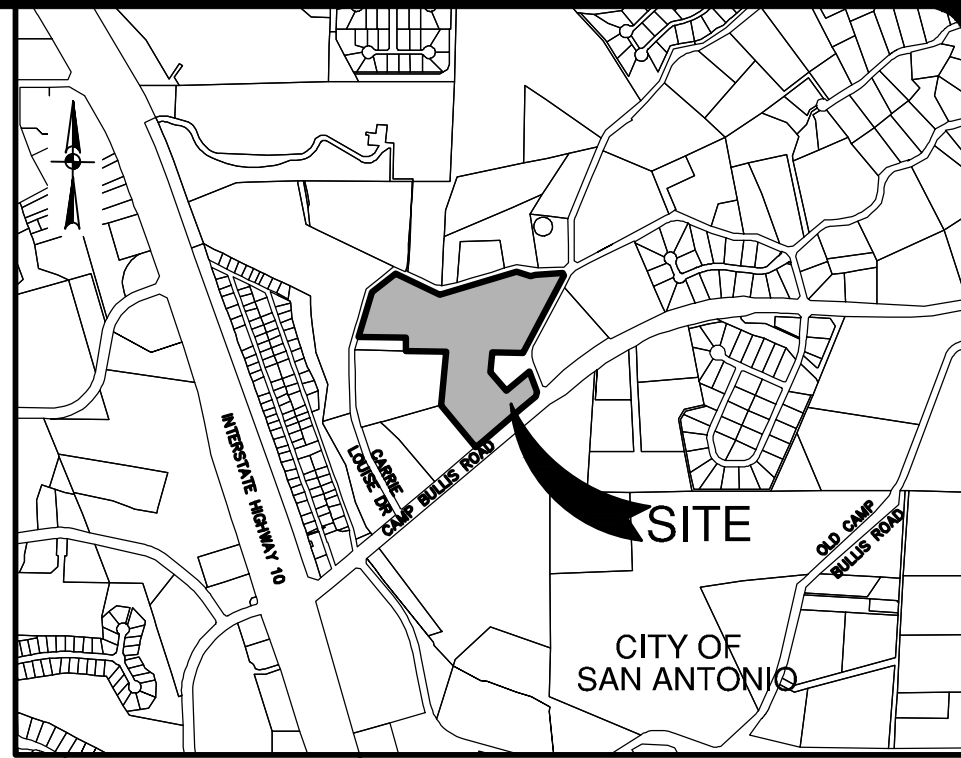 INTERSTATE HIGHWAY 10
CARRIE
LOUISE DR
CAMP BULLIS ROAD
SITE
OLD CAMP
BULLIS ROAD
CITY OF
SAN ANTONIO